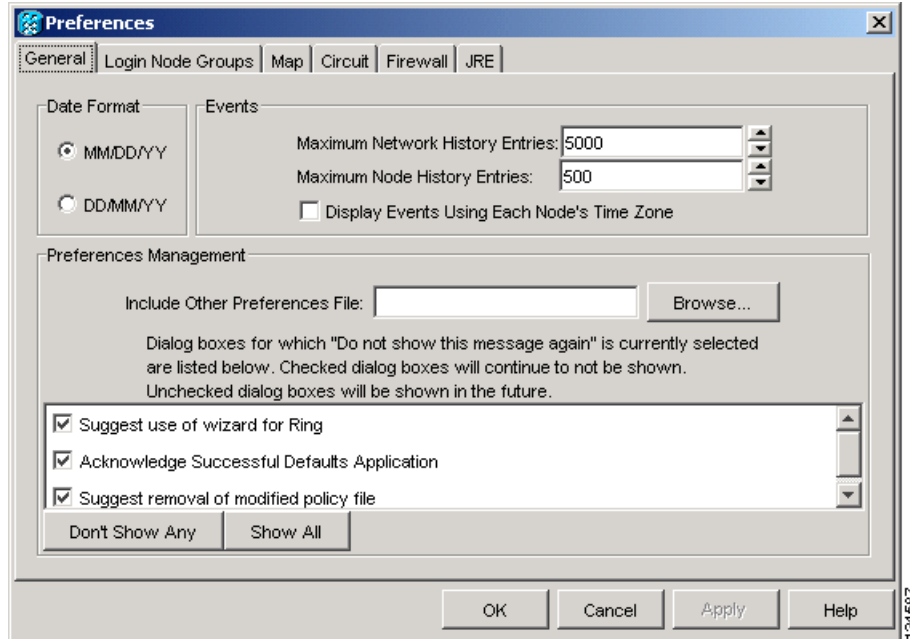 Preferences
General Login Node Groups Map Circuit Firewall JRE
Date Format
MM/DD/YY
DD/MM/YY
Events
Maximum Network History Entries: 5000
Maximum Node History Entries: 500
Display Events Using Each Node's Time Zone
Preferences Management
Include Other Preferences File: Browse...
Dialog boxes for which "Do not show this message again" is currently selected
are listed below. Checked dialog boxes will continue to not be shown.
Unchecked dialog boxes will be shown in the future.
Suggest use of wizard for Ring
Acknowledge Successful Defaults Application
Suggest removal of modified policy file
Don't Show Any Show All
OK Cancel Apply Help